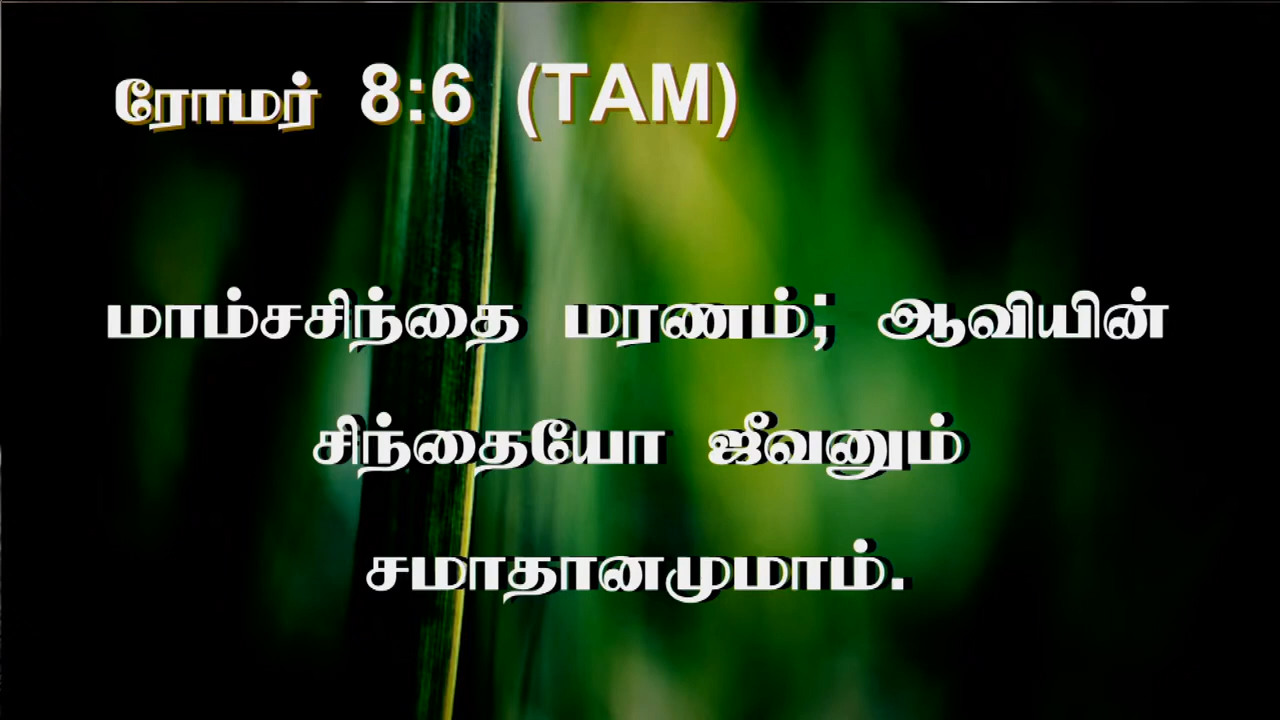 ரோமர் 8:6 (TAM)
மாம்சசிந்தை மரணம்; ஆவியின்
சிந்தையோ ஜீவனும்
சமாதானமுமாம்.